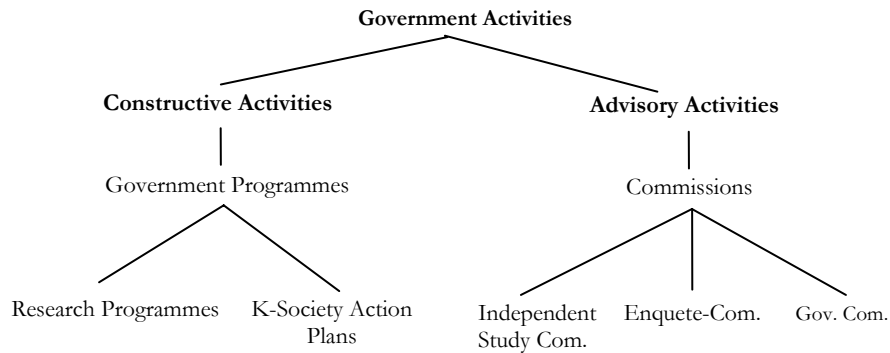 Government Activities
Constructive Activities
Advisory Activities
Government Programmes
Commissions
Research Programmes
K-Society Action
Plans
Independent
Study Com.
Enquete-Com.
Gov. Com.